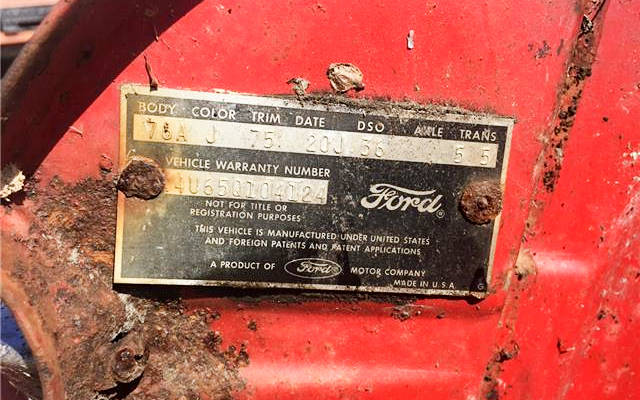 BODY COLOR TRIM DATE DSO AXLE TRANS
76A J 75 20J 36 5 5
VEHICLE WARRANTY NUMBER
4U65Q104124
Ford®
NOT FOR TITLE OR
REGISTRATION PURPOSES
THIS VEHICLE IS MANUFACTURED UNDER UNITED STATES
AND FOREIGN PATENTS AND PATENT APPLICATIONS
A PRODUCT OF Ford MOTOR COMPANY
MADE IN U.S.A.
G